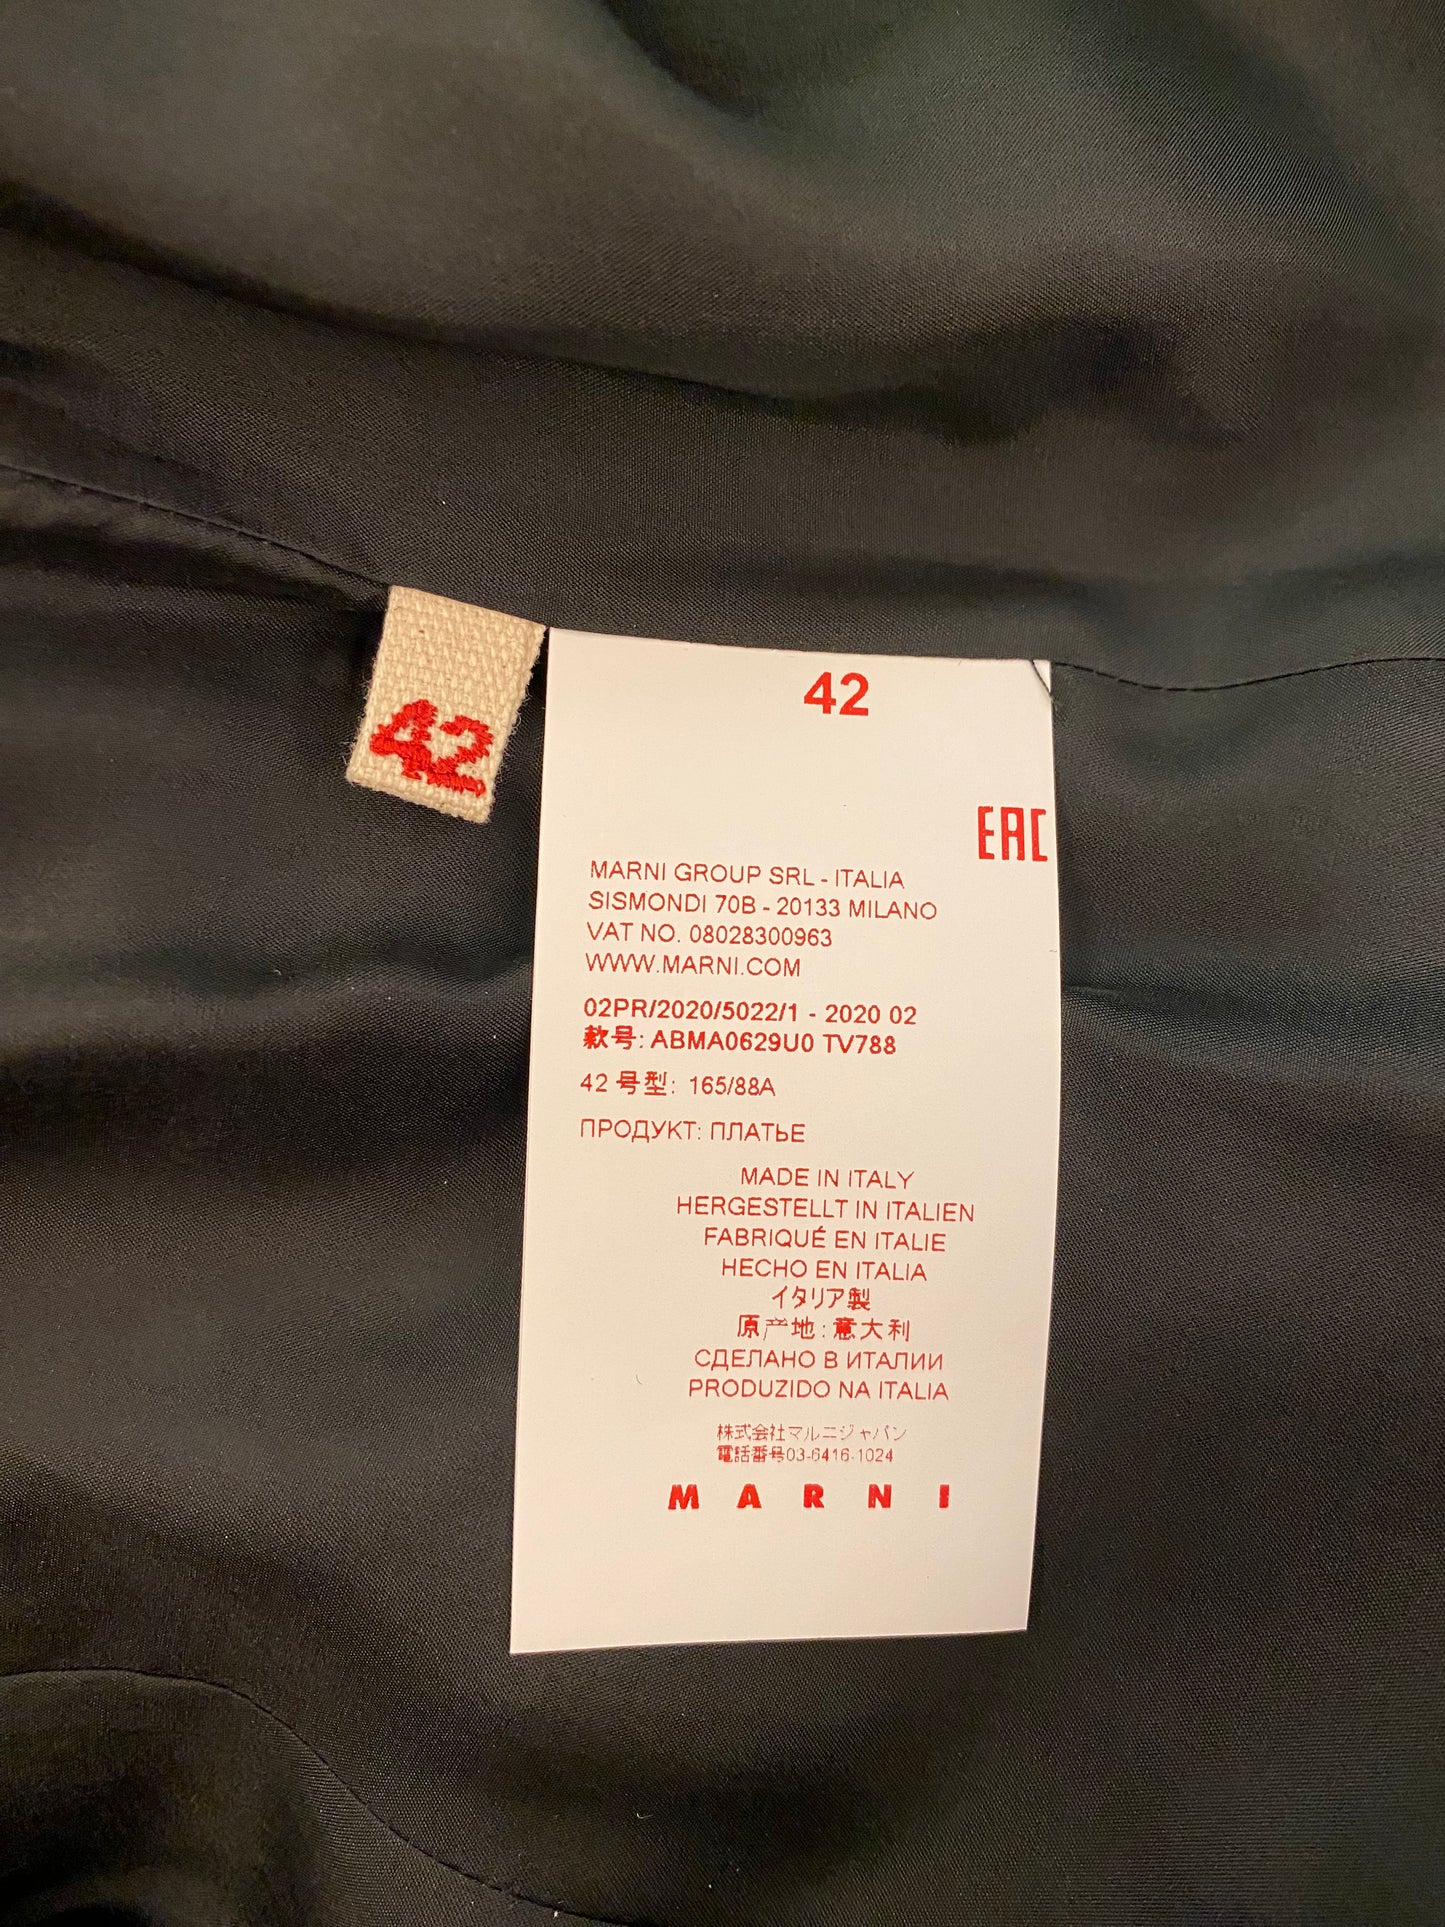 42
42
EAC
MARNI GROUP SRL - ITALIA
SISMONDI 70B - 20133 MILANO
VAT NO. 08028300963
WWW.MARNI.COM
02PR/2020/5022/1 - 2020 02
款号: ABMA0629U0 TV788
42 号型: 165/88A
ПРОДУКТ: ПЛАТЬЕ
MADE IN ITALY
HERGESTELLT IN ITALIEN
FABRIQUÉ EN ITALIE
HECHO EN ITALIA
イタリア製
原产地: 意大利
СДЕЛАНО В ИТАЛИИ
PRODUZIDO NA ITALIA
株式会社マルニジャパン
電話番号03-6416-1024
MARNI